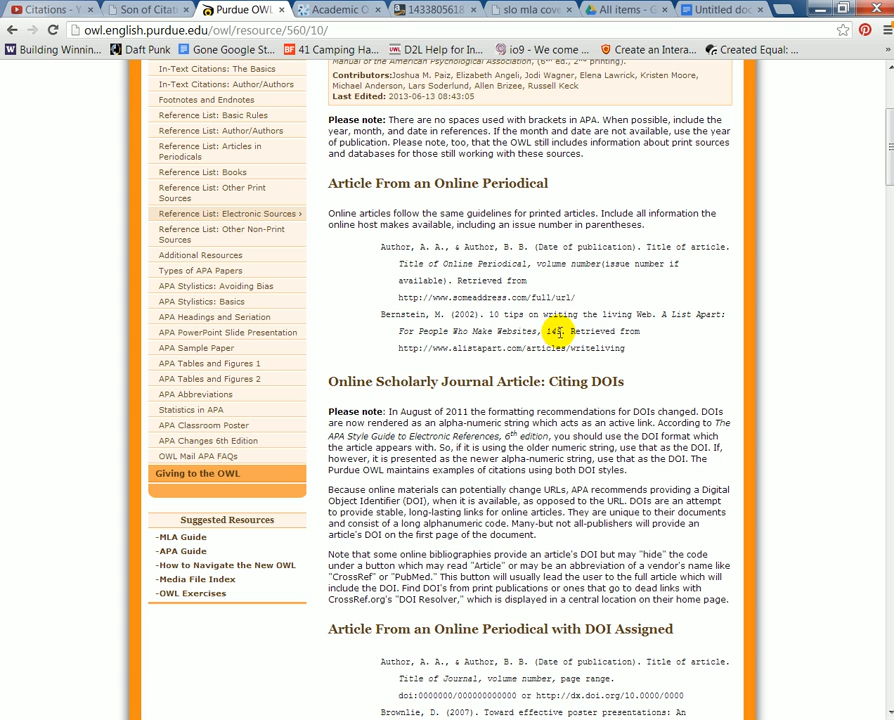 Citations - Yo
Son of Citatio
Purdue OWL
Academic O
1433805618
slo mla cove
All items - G
Untitled doc
owl.english.purdue.edu/owl/resource/560/10/
Building Winning...
Daft Punk
Gone Google St...
41 Camping Ha...
D2L Help for In...
io9 - We come ...
Create an Intera...
Created Equal: ...
In-Text Citations: The Basics
In-Text Citations: Author/Authors
Footnotes and Endnotes
Reference List: Basic Rules
Reference List: Author/Authors
Reference List: Articles in
Periodicals
Reference List: Books
Reference List: Other Print
Sources
Reference List: Electronic Sources ›
Reference List: Other Non-Print
Sources
Additional Resources
Types of APA Papers
APA Stylistics: Avoiding Bias
APA Stylistics: Basics
APA Headings and Seriation
APA PowerPoint Slide Presentation
APA Sample Paper
APA Tables and Figures 1
APA Tables and Figures 2
APA Abbreviations
Statistics in APA
APA Classroom Poster
APA Changes 6th Edition
OWL Mail APA FAQs
Giving to the OWL
Suggested Resources
-MLA Guide
-APA Guide
-How to Navigate the New OWL
-Media File Index
-OWL Exercises
Manual of the American Psychological Association, (6th ed., 2nd printing).
Contributors:Joshua M. Paiz, Elizabeth Angeli, Jodi Wagner, Elena Lawrick, Kristen Moore,
Michael Anderson, Lars Soderlund, Allen Brizee, Russell Keck
Last Edited: 2013-06-13 08:43:05
Please note: There are no spaces used with brackets in APA. When possible, include the
year, month, and date in references. If the month and date are not available, use the year
of publication. Please note, too, that the OWL still includes information about print sources
and databases for those still working with these sources.
Article From an Online Periodical
Online articles follow the same guidelines for printed articles. Include all information the
online host makes available, including an issue number in parentheses.
Author, A. A., & Author, B. B. (Date of publication). Title of article.
Title of Online Periodical, volume number(issue number if
available). Retrieved from
http://www.someaddress.com/full/url/
Bernstein, M. (2002). 10 tips on writing the living Web. A List Apart:
For People Who Make Websites, 149. Retrieved from
http://www.alistapart.com/articles/writeliving
Online Scholarly Journal Article: Citing DOIs
Please note: In August of 2011 the formatting recommendations for DOIs changed. DOIs
are now rendered as an alpha-numeric string which acts as an active link. According to The
APA Style Guide to Electronic References, 6th edition, you should use the DOI format which
the article appears with. So, if it is using the older numeric string, use that as the DOI. If,
however, it is presented as the newer alpha-numeric string, use that as the DOI. The
Purdue OWL maintains examples of citations using both DOI styles.
Because online materials can potentially change URLs, APA recommends providing a Digital
Object Identifier (DOI), when it is available, as opposed to the URL. DOIs are an attempt
to provide stable, long-lasting links for online articles. They are unique to their documents
and consist of a long alphanumeric code. Many-but not all-publishers will provide an
article's DOI on the first page of the document.
Note that some online bibliographies provide an article's DOI but may "hide" the code
under a button which may read "Article" or may be an abbreviation of a vendor's name like
"CrossRef" or "PubMed." This button will usually lead the user to the full article which will
include the DOI. Find DOI's from print publications or ones that go to dead links with
CrossRef.org's "DOI Resolver," which is displayed in a central location on their home page.
Article From an Online Periodical with DOI Assigned
Author, A. A., & Author, B. B. (Date of publication). Title of article.
Title of Journal, volume number, page range.
doi:0000000/000000000000 or http://dx.doi.org/10.0000/0000
Brownlie, D. (2007). Toward effective poster presentations: An